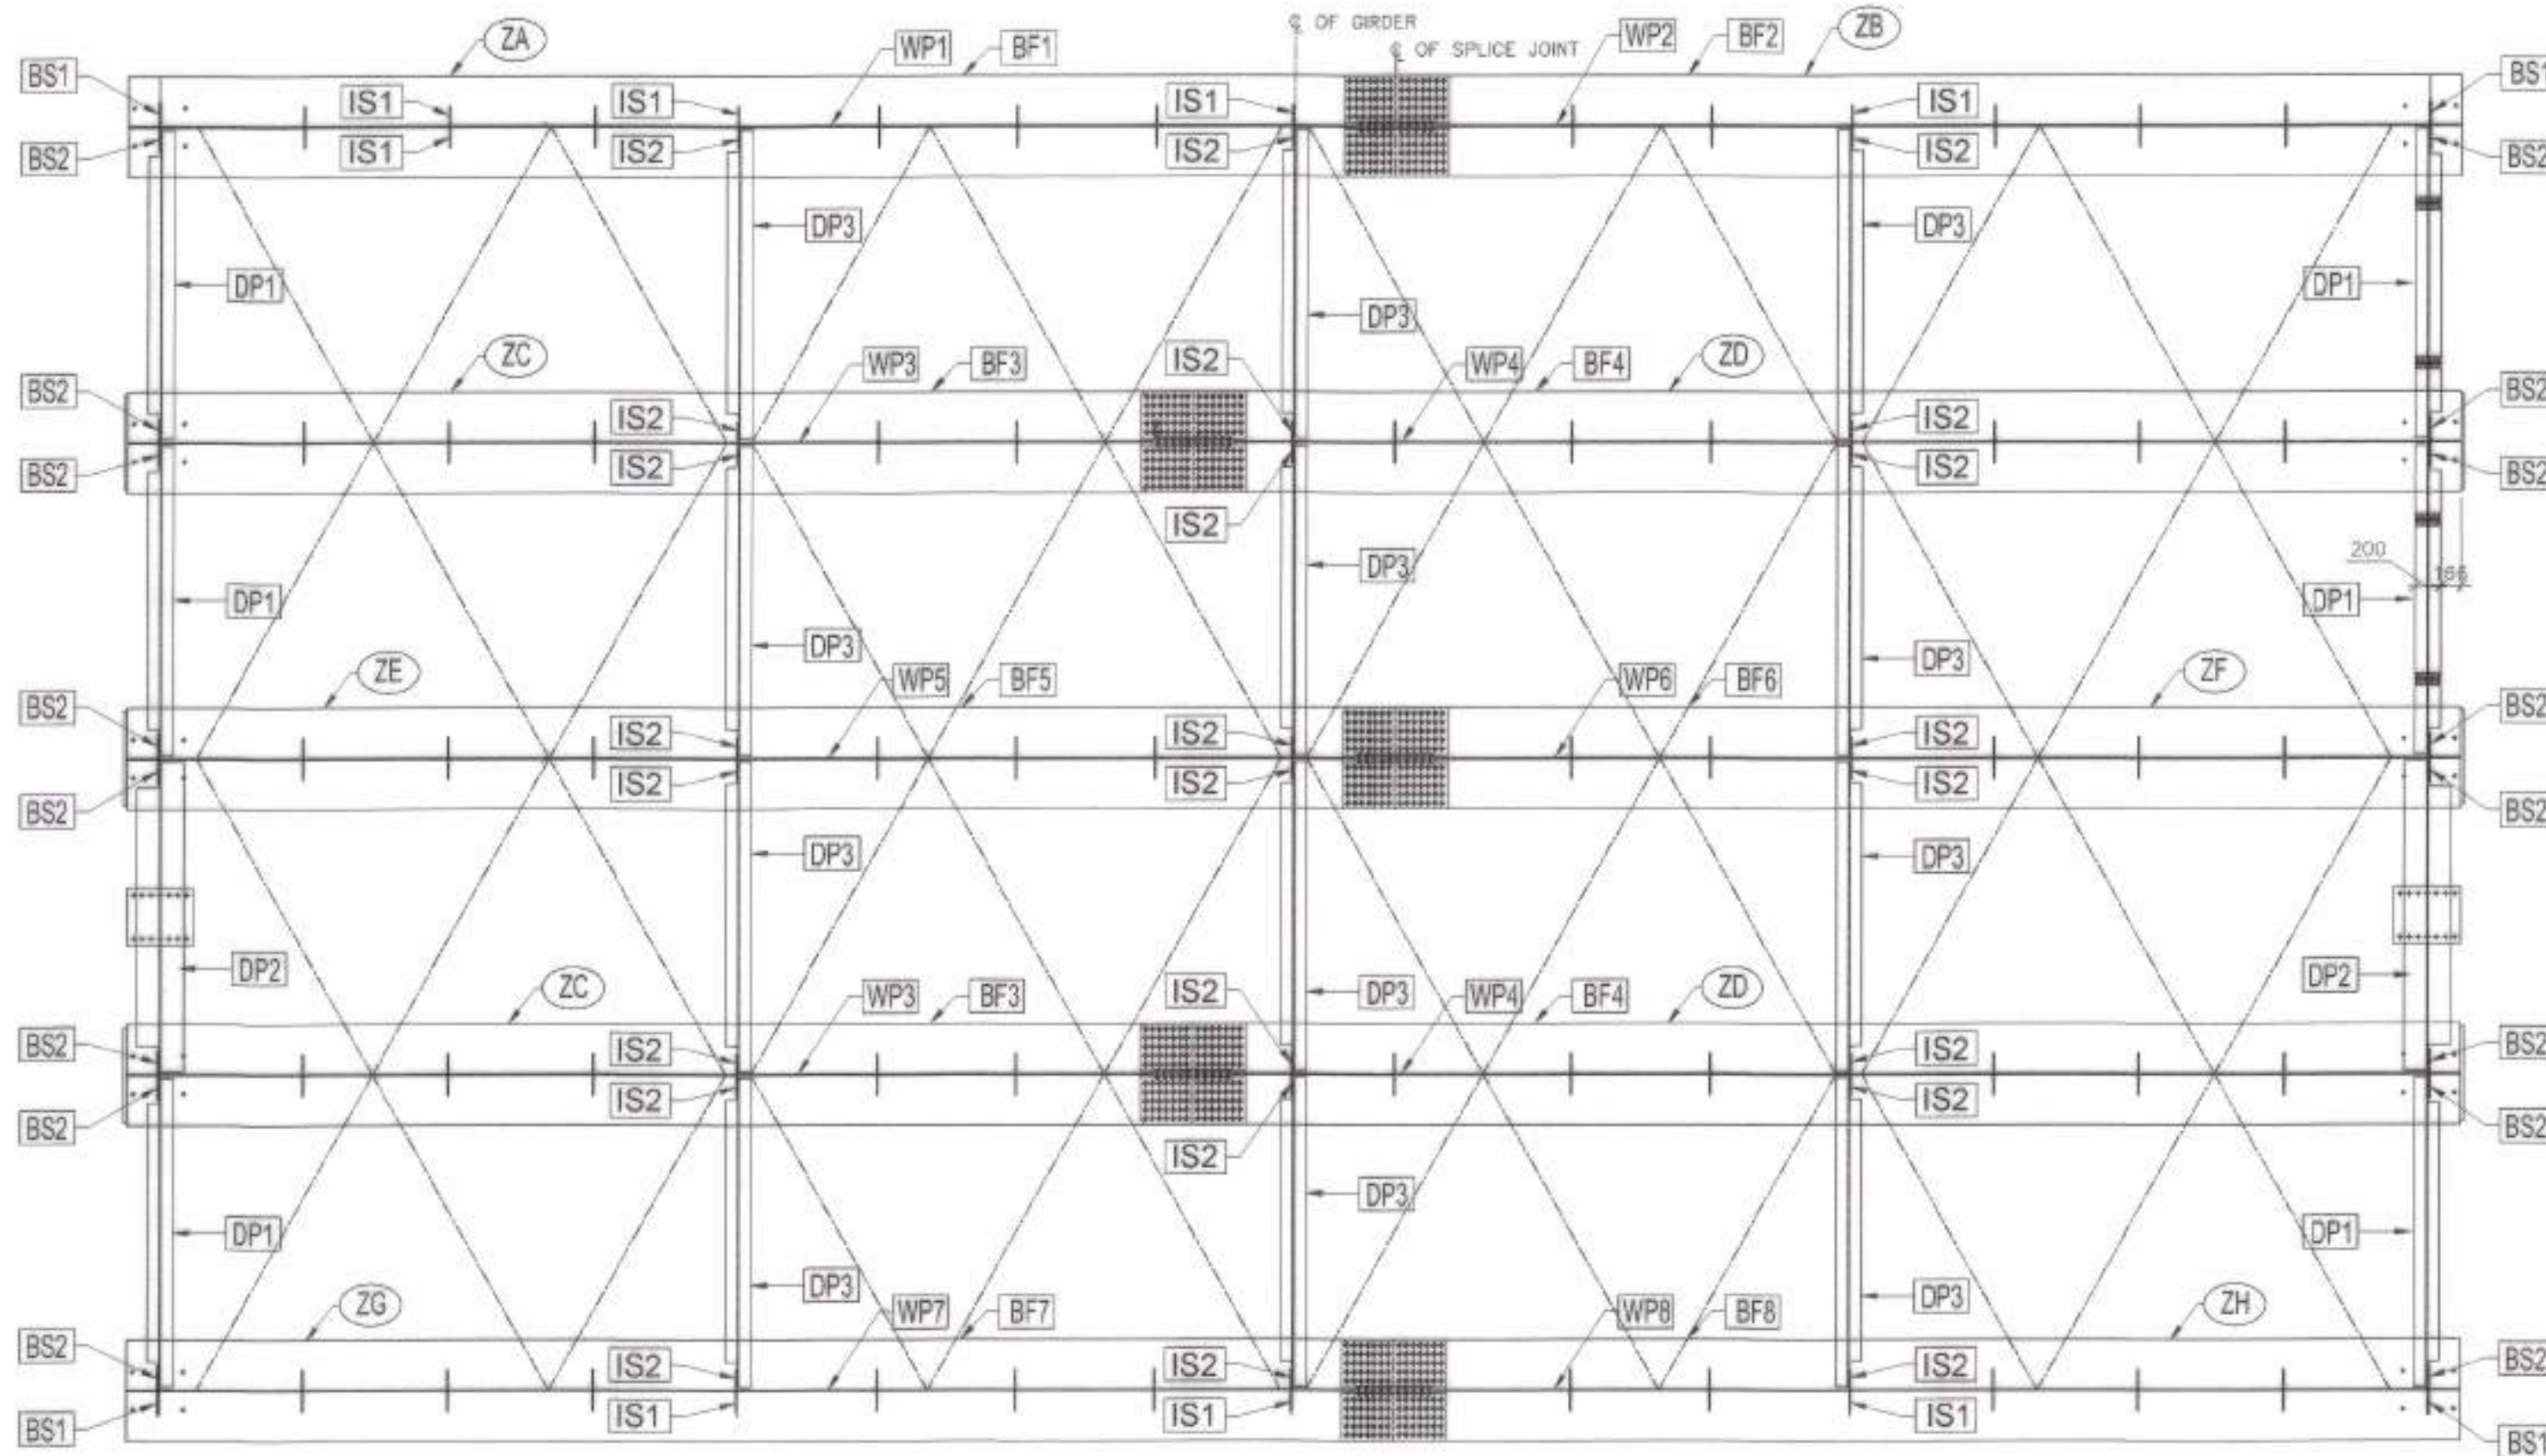 ℄ OF GIRDER
℄ OF SPLICE JOINT
ZA WP1 BF1 WP2 BF2 ZB
BS1 IS1 IS1 IS1 IS1 BS1
BS2 IS1 IS2 IS2 IS2 BS2
DP3 DP3
DP1 DP3 DP1
ZC WP3 BF3 IS2 WP4 BF4 ZD
BS2 IS2 IS2 BS2
BS2 IS2 IS2 BS2
IS2
DP3
200
166
DP1 DP1
DP3 DP3
ZE WP5 BF5 WP6 BF6 ZF
BS2 IS2 IS2 IS2 BS2
BS2 IS2 IS2 IS2 BS2
DP3 DP3
DP2 DP2
ZC WP3 BF3 IS2 DP3 WP4 BF4 ZD
BS2 IS2 IS2 BS2
BS2 IS2 IS2 BS2
IS2
DP3
DP1 DP1
DP3 DP3
ZG WP7 BF7 WP8 BF8 ZH
BS2 IS2 IS2 IS2 BS2
BS1 IS1 IS1 IS1 BS1